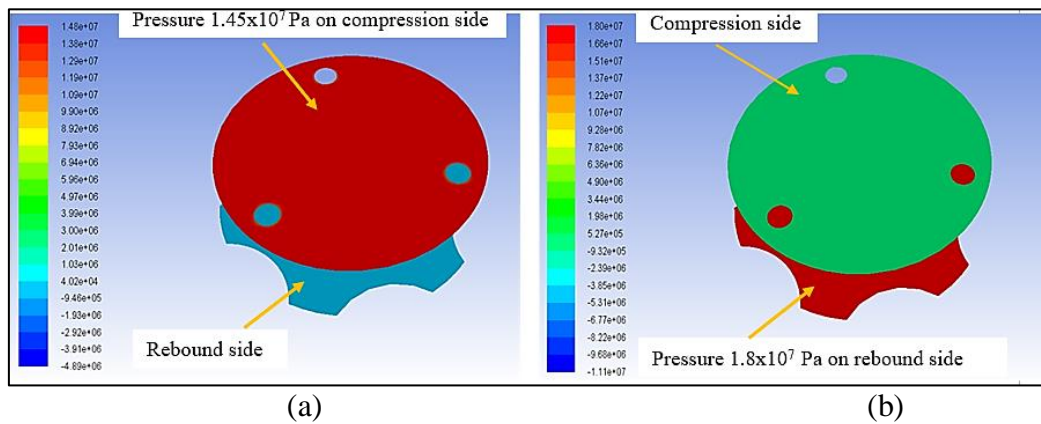 Pressure 1.45x10⁷ Pa on compression side
1.48e+07
1.38e+07
1.29e+07
1.19e+07
1.09e+07
9.90e+06
8.92e+06
7.93e+06
6.94e+06
5.96e+06
4.97e+06
3.99e+06
3.00e+06
2.01e+06
1.03e+06
4.02e+04
-9.46e+05
-1.93e+06
-2.92e+06
-3.91e+06
-4.89e+06
Rebound side
(a)
Compression side
1.80e+07
1.66e+07
1.51e+07
1.37e+07
1.22e+07
1.07e+07
9.28e+06
7.82e+06
6.36e+06
4.90e+06
3.44e+06
1.98e+06
5.27e+05
-9.32e+05
-2.39e+06
-3.85e+06
-5.31e+06
-6.77e+06
-8.22e+06
-9.68e+06
-1.11e+07
Pressure 1.8x10⁷ Pa on rebound side
(b)